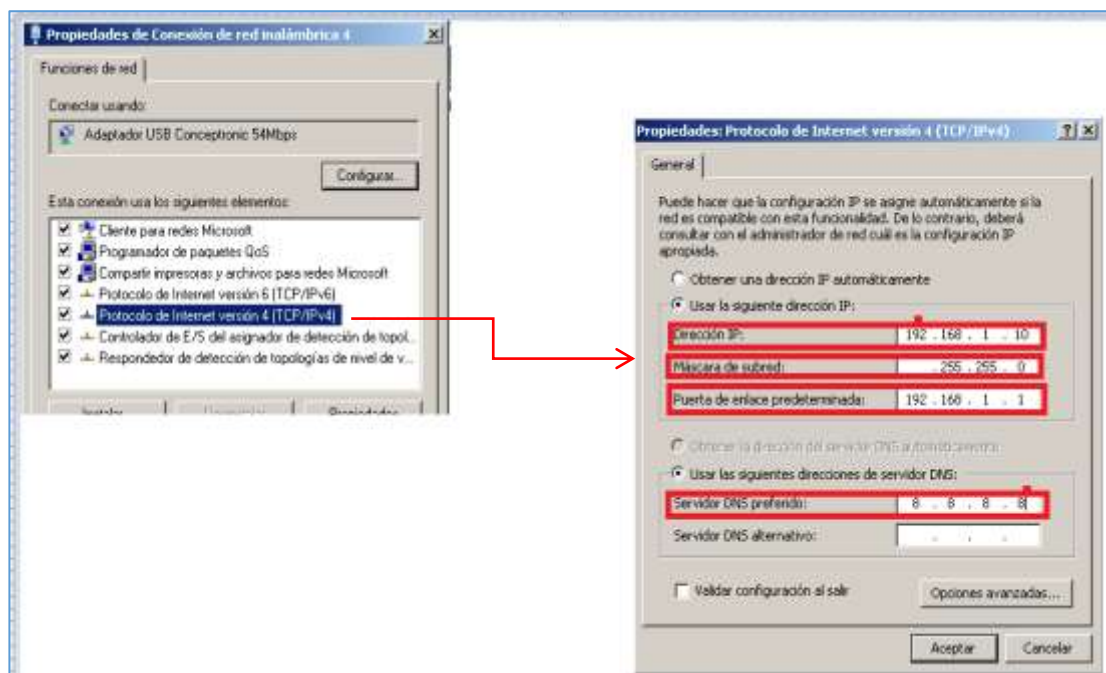 Propiedades de Conexión de red inalámbrica 4
Funciones de red
Conectar usando:
Adaptador USB Conceptronic 54Mbps
Configurar...
Esta conexión usa los siguientes elementos:
Cliente para redes Microsoft
Programador de paquetes QoS
Compartir impresoras y archivos para redes Microsoft
Protocolo de Internet versión 6 (TCP/IPv6)
Protocolo de Internet versión 4 (TCP/IPv4)
Controlador de E/S del asignador de detección de topol...
Respondedor de detección de topologías de nivel de v...
Instalar... Desinstalar Propiedades
Propiedades: Protocolo de Internet versión 4 (TCP/IPv4)
General
Puede hacer que la configuración IP se asigne automáticamente si la
red es compatible con esta funcionalidad. De lo contrario, deberá
consultar con el administrador de red cuál es la configuración IP
apropiada.
Obtener una dirección IP automáticamente
Usar la siguiente dirección IP:
Dirección IP: 192 . 168 . 1 . 10
Máscara de subred: . 255 . 255 . 0
Puerta de enlace predeterminada: 192 . 168 . 1 . 1
Obtener la dirección del servidor DNS automáticamente
Usar las siguientes direcciones de servidor DNS:
Servidor DNS preferido: 8 . 8 . 8 . 8
Servidor DNS alternativo: . . .
Validar configuración al salir
Opciones avanzadas...
Aceptar Cancelar